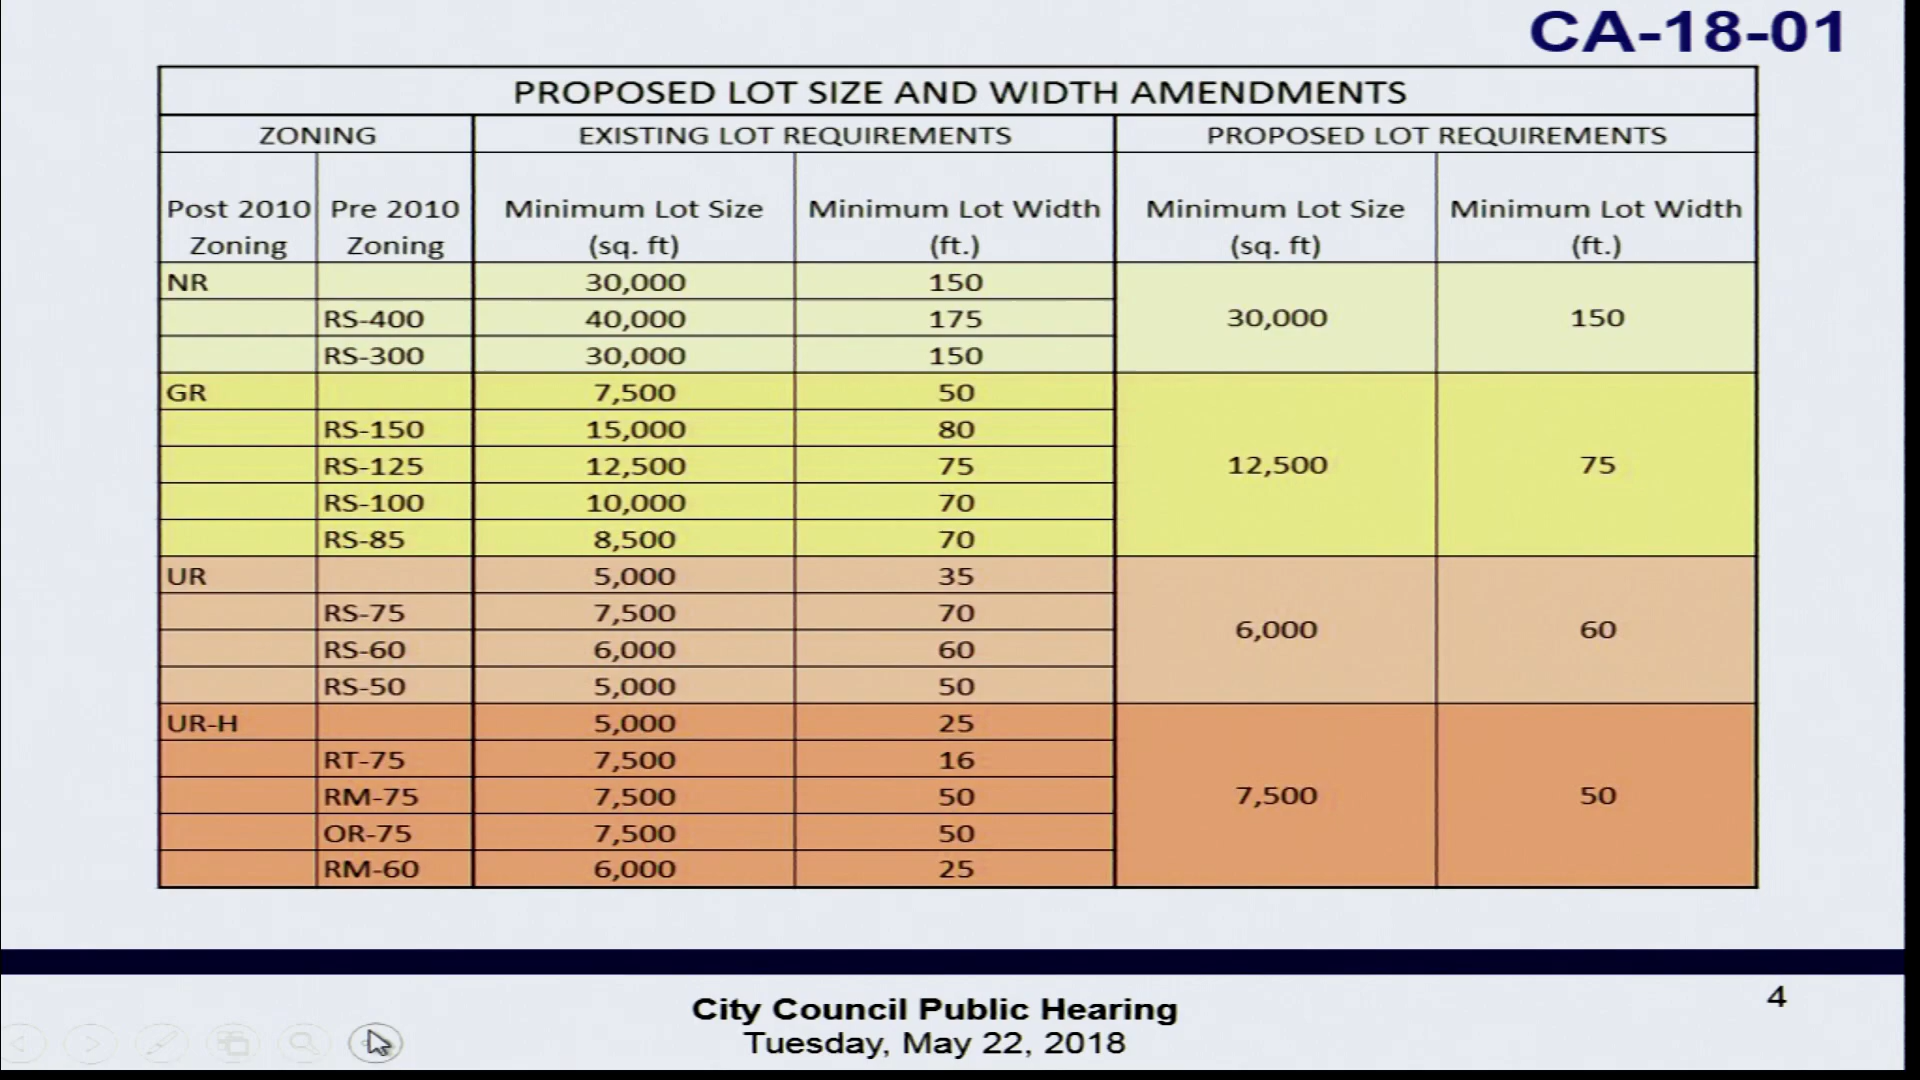 CA-18-01
PROPOSED LOT SIZE AND WIDTH AMENDMENTS
ZONING EXISTING LOT REQUIREMENTS PROPOSED LOT REQUIREMENTS
Post 2010 Zoning Pre 2010 Zoning Minimum Lot Size (sq. ft) Minimum Lot Width (ft.) Minimum Lot Size (sq. ft) Minimum Lot Width (ft.)
NR 30,000 150
RS-400 40,000 175 30,000 150
RS-300 30,000 150
GR 7,500 50
RS-150 15,000 80
RS-125 12,500 75 12,500 75
RS-100 10,000 70
RS-85 8,500 70
UR 5,000 35
RS-75 7,500 70
6,000 60
RS-60 6,000 60
RS-50 5,000 50
UR-H 5,000 25
RT-75 7,500 16
RM-75 7,500 50 7,500 50
OR-75 7,500 50
RM-60 6,000 25
City Council Public Hearing
Tuesday, May 22, 2018
4